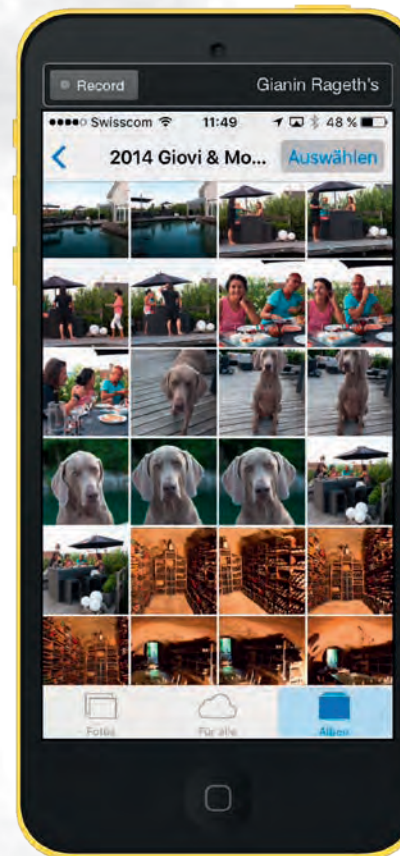 Record Gianin Rageth's
Swisscom 11:49 48 %
2014 Giovi & Mo... Auswählen
Fotos Für alle Alben